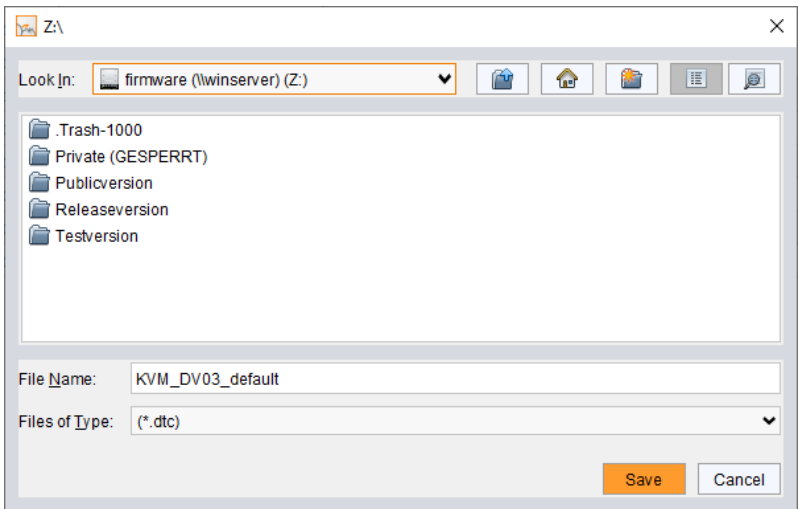 Z:\
Look In: firmware (\\winserver) (Z:)
.Trash-1000
Private (GESPERRT)
Publicversion
Releaseversion
Testversion
File Name: KVM_DV03_default
Files of Type: (*.dtc)
Save Cancel